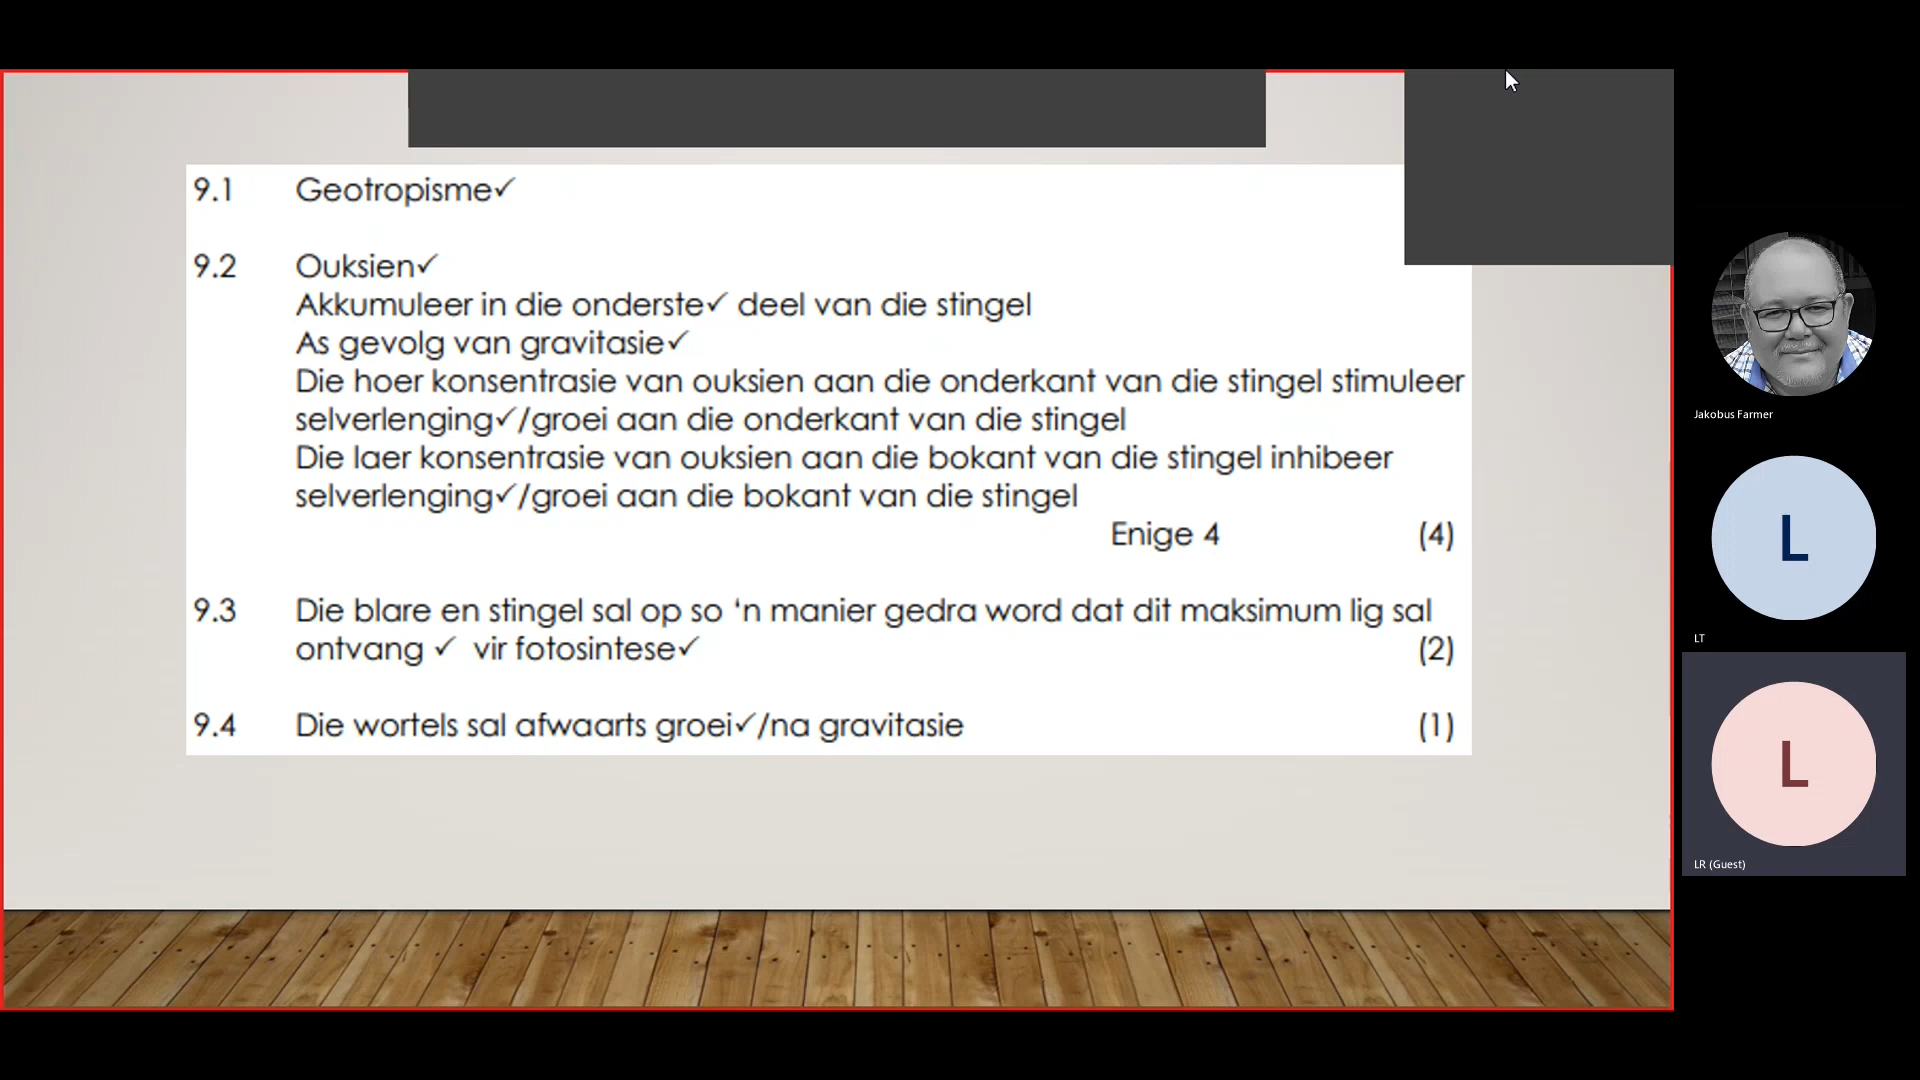 9.1 Geotropisme✓
9.2 Ouksien✓
Akkumuleer in die onderste✓ deel van die stingel
As gevolg van gravitasie✓
Die hoer konsentrasie van ouksien aan die onderkant van die stingel stimuleer
selverlenging✓/groei aan die onderkant van die stingel
Die laer konsentrasie van ouksien aan die bokant van die stingel inhibeer
selverlenging✓/groei aan die bokant van die stingel
Enige 4 (4)
9.3 Die blare en stingel sal op so ‘n manier gedra word dat dit maksimum lig sal
ontvang ✓ vir fotosintese✓ (2)
9.4 Die wortels sal afwaarts groei✓/na gravitasie (1)
Jakobus Farmer
L
LT
L
LR (Guest)